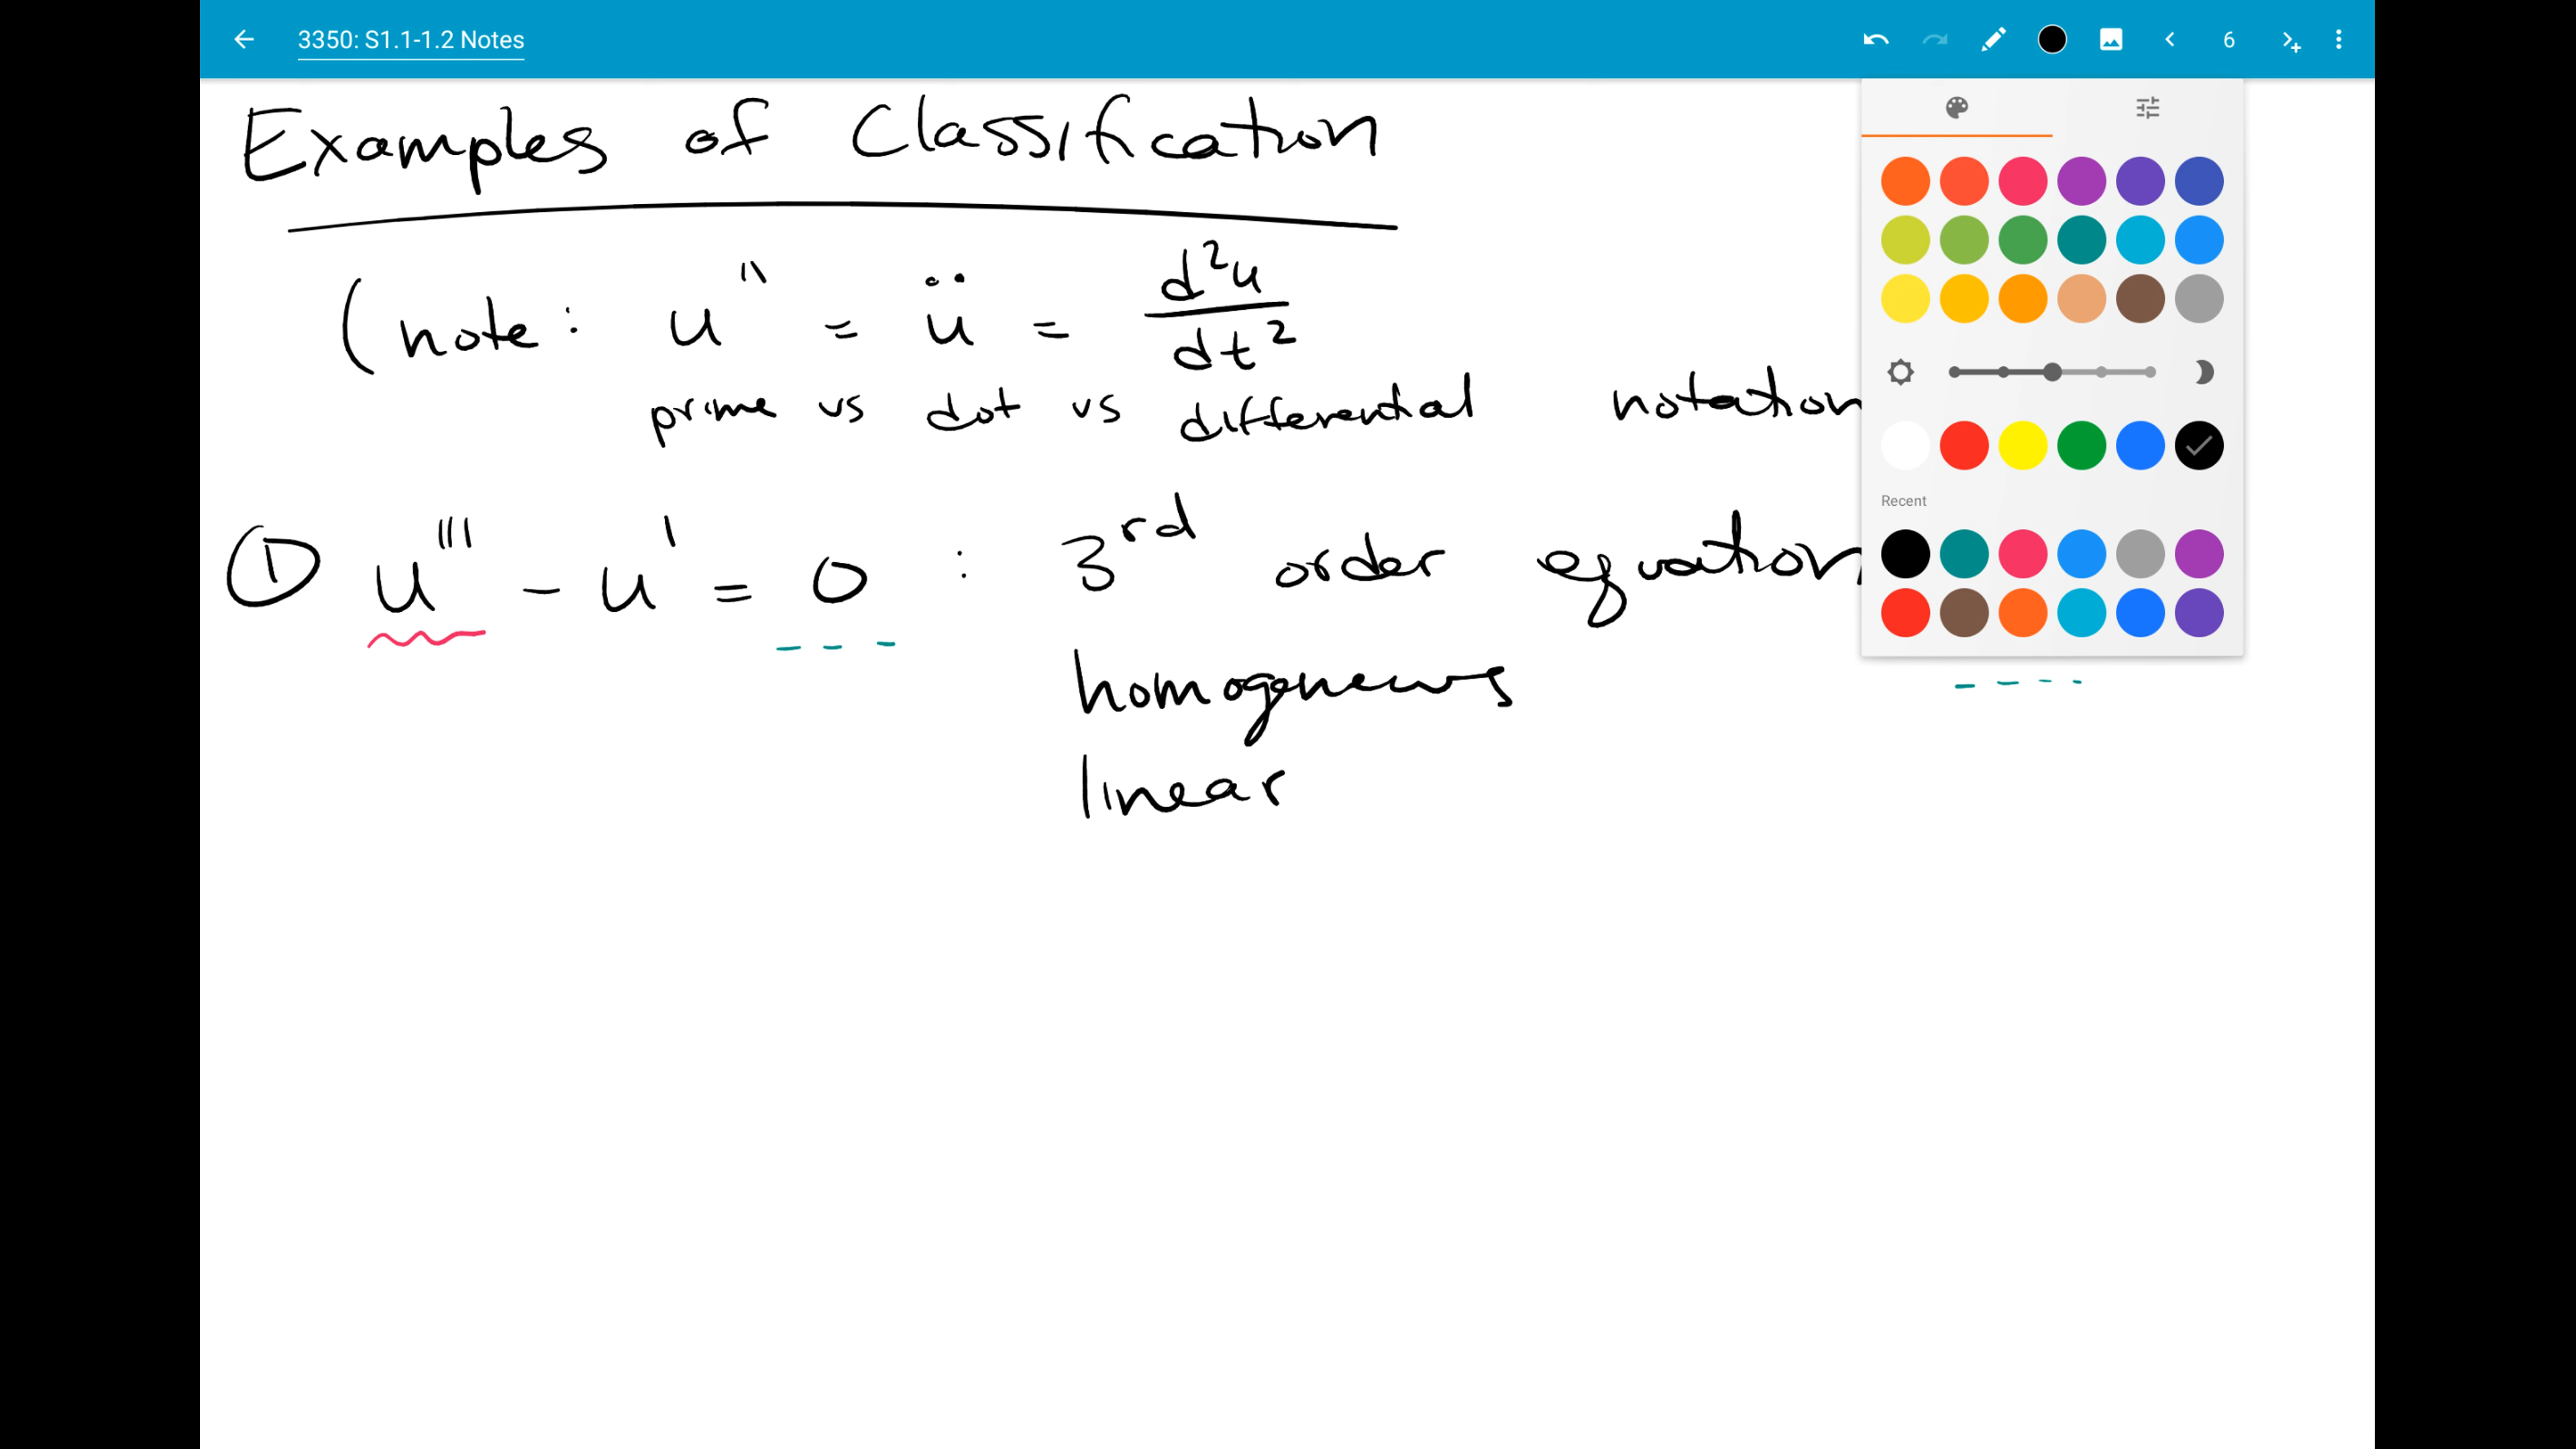 3350: S1.1-1.2 Notes
6
Examples of Classification
(note: u'' = ü = d²u/dt²
prime vs dot vs differential notation
Recent
① u''' - u' = 0 : 3rd order equation
homogeneous
linear